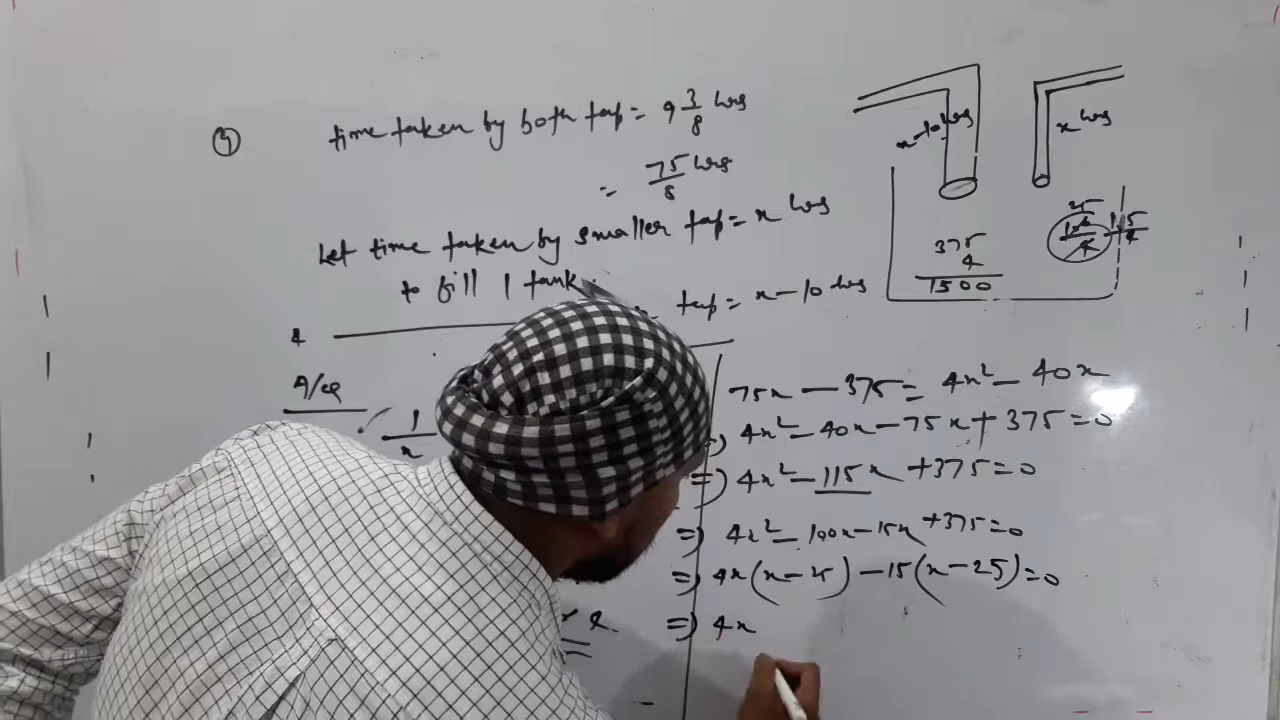 9) time taken by both tap = 9 3/8 hrs
= 75/8 hrs
Let time taken by smaller tap = x hrs
to fill 1 tank
tap = x - 10 hrs
A/cq
1/x
75x - 375 = 4x² - 40x
=) 4x² - 40x - 75x + 375 = 0
=) 4x² - 115x + 375 = 0
=) 4x² - 100x - 15x + 375 = 0
=) 4x(x - 25) - 15(x - 25) = 0
=) 4x
x-10 hrs
x hrs
375
4
1500